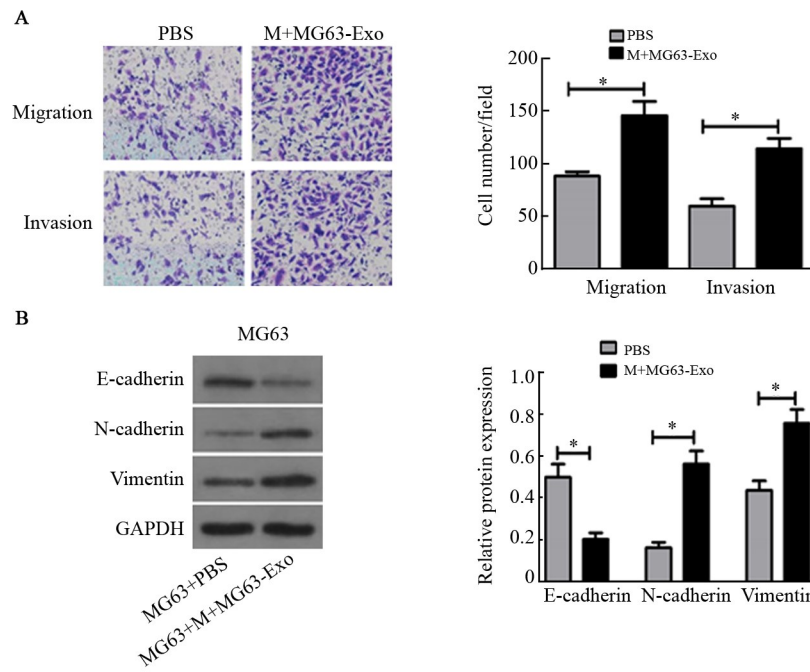 A
PBS
M+MG63-Exo
Migration
Invasion
PBS
M+MG63-Exo
Cell number/field
200
150
100
50
0
*
*
Migration
Invasion
B
MG63
E-cadherin
N-cadherin
Vimentin
GAPDH
MG63+PBS
MG63+M+MG63-Exo
PBS
M+MG63-Exo
Relative protein expression
1.0
0.8
0.6
0.4
0.2
0
*
*
*
E-cadherin
N-cadherin
Vimentin